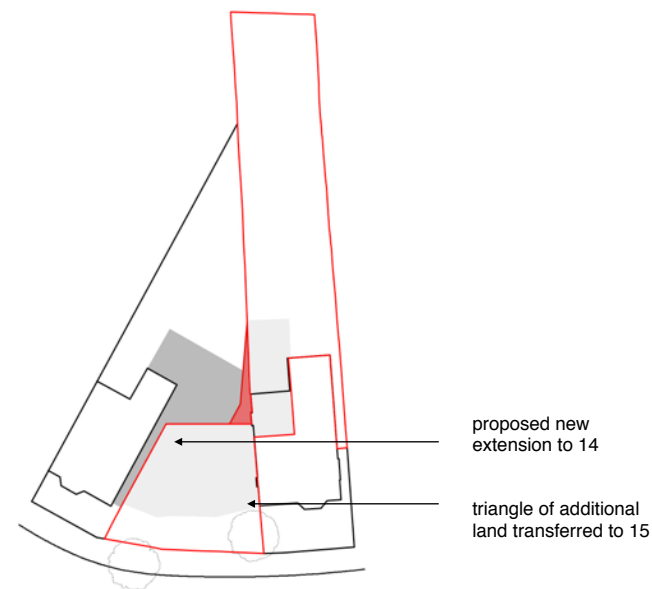 proposed new
extension to 14
triangle of additional
land transferred to 15